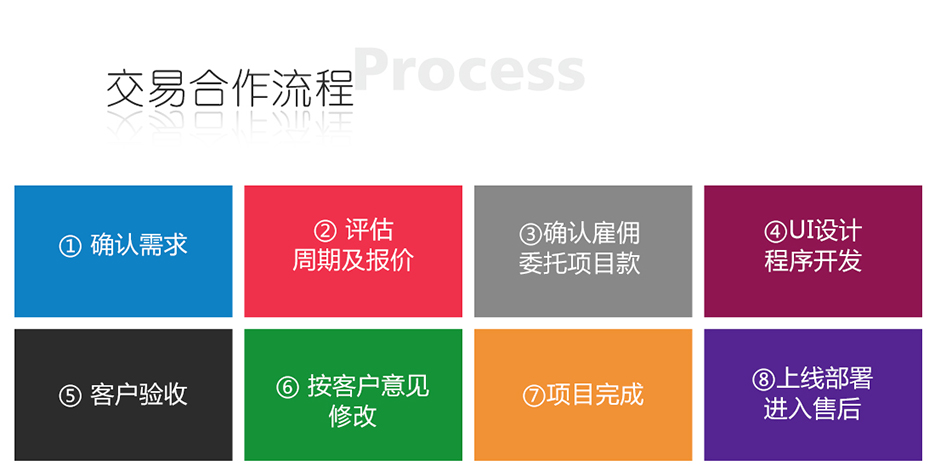 交易合作流程
Process
① 确认需求
② 评估
周期及报价
③确认雇佣
委托项目款
④UI设计
程序开发
⑤ 客户验收
⑥ 按客户意见
修改
⑦项目完成
⑧上线部署
进入售后